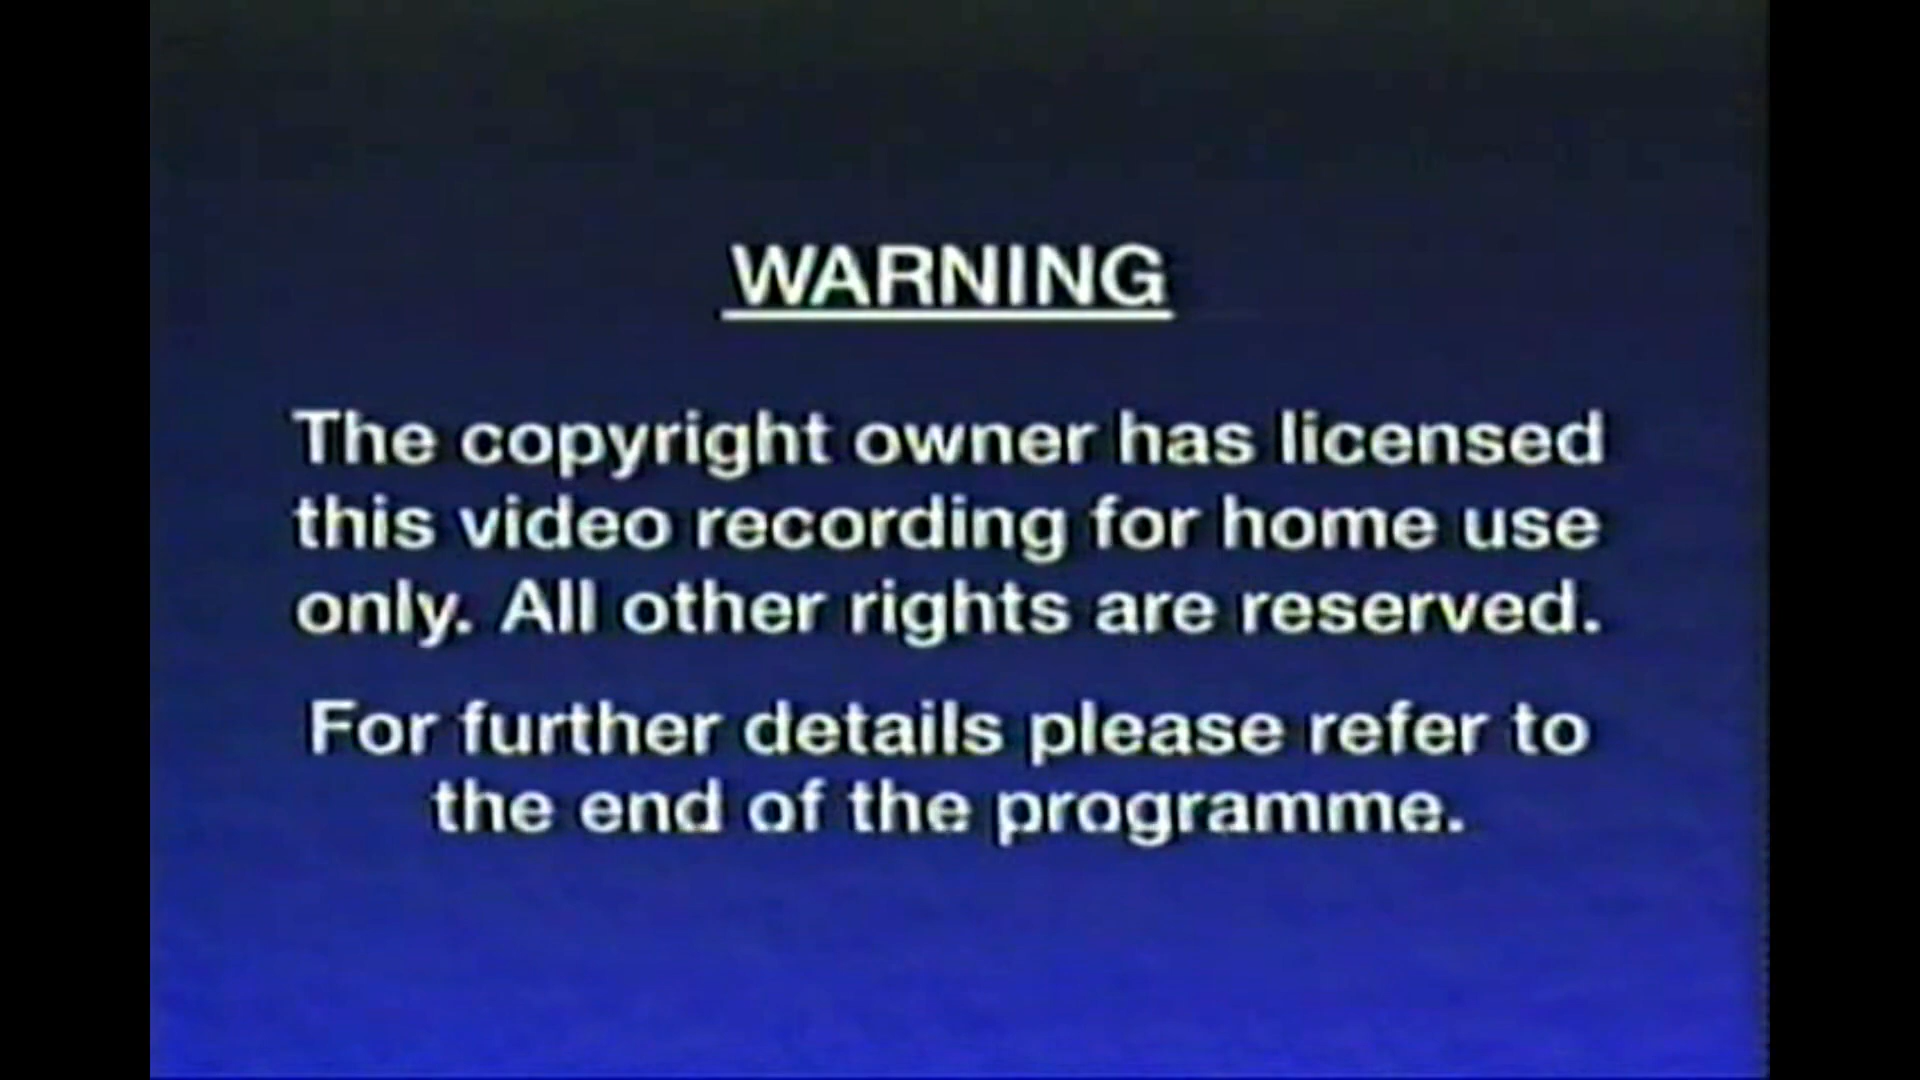 WARNING
The copyright owner has licensed
this video recording for home use
only. All other rights are reserved.
For further details please refer to
the end of the programme.